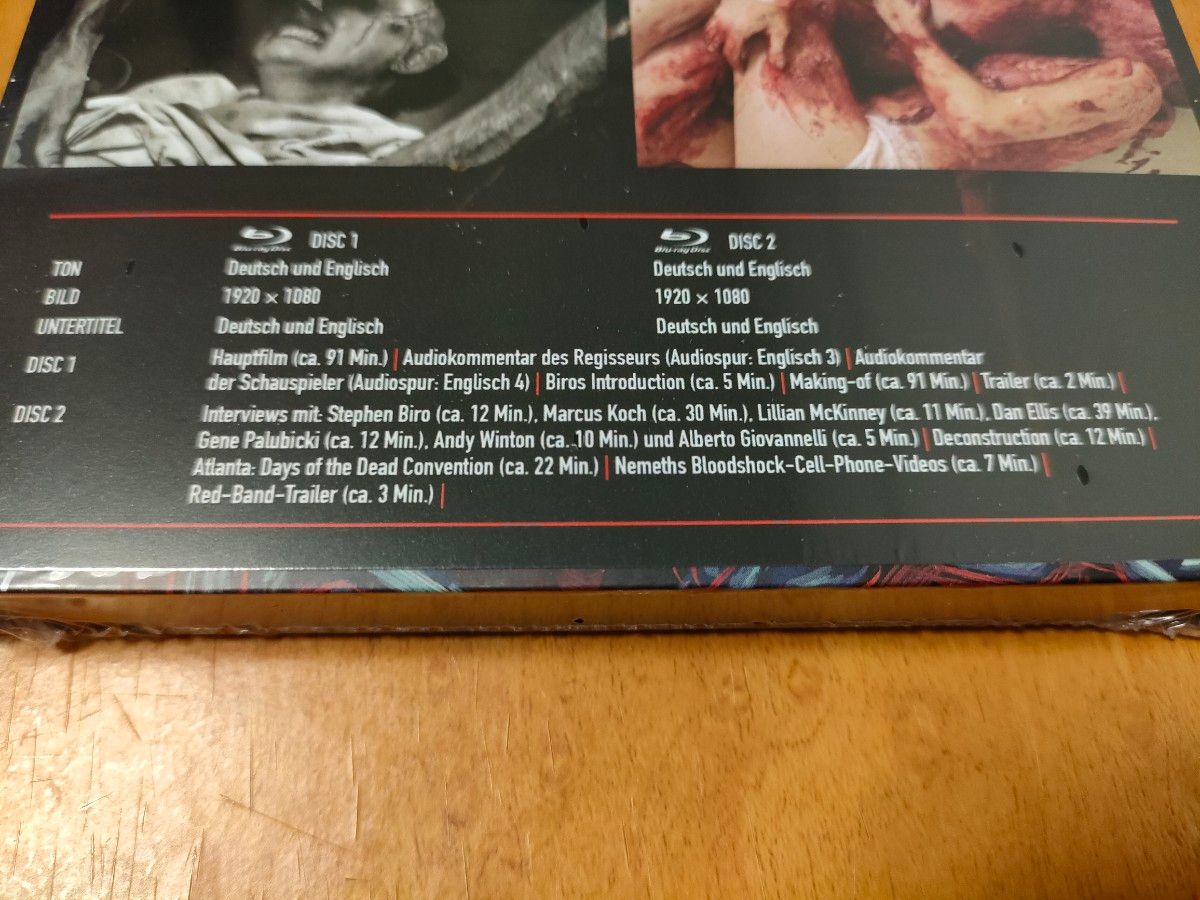 Blu-ray Disc DISC 1 Blu-ray Disc DISC 2
TON Deutsch und Englisch Deutsch und Englisch
BILD 1920 × 1080 1920 × 1080
UNTERTITEL Deutsch und Englisch Deutsch und Englisch
DISC 1 Hauptfilm (ca. 91 Min.) | Audiokommentar des Regisseurs (Audiospur: Englisch 3) | Audiokommentar
der Schauspieler (Audiospur: Englisch 4) | Biros Introduction (ca. 5 Min.) | Making-of (ca. 91 Min.) | Trailer (ca. 2 Min.) |
DISC 2 Interviews mit: Stephen Biro (ca. 12 Min.), Marcus Koch (ca. 30 Min.), Lillian McKinney (ca. 11 Min.), Dan Ellis (ca. 39 Min.),
Gene Palubicki (ca. 12 Min.), Andy Winton (ca. 10 Min.) und Alberto Giovannelli (ca. 5 Min.) | Deconstruction (ca. 12 Min.) |
Atlanta: Days of the Dead Convention (ca. 22 Min.) | Nemeths Bloodshock-Cell-Phone-Videos (ca. 7 Min.) |
Red-Band-Trailer (ca. 3 Min.) |